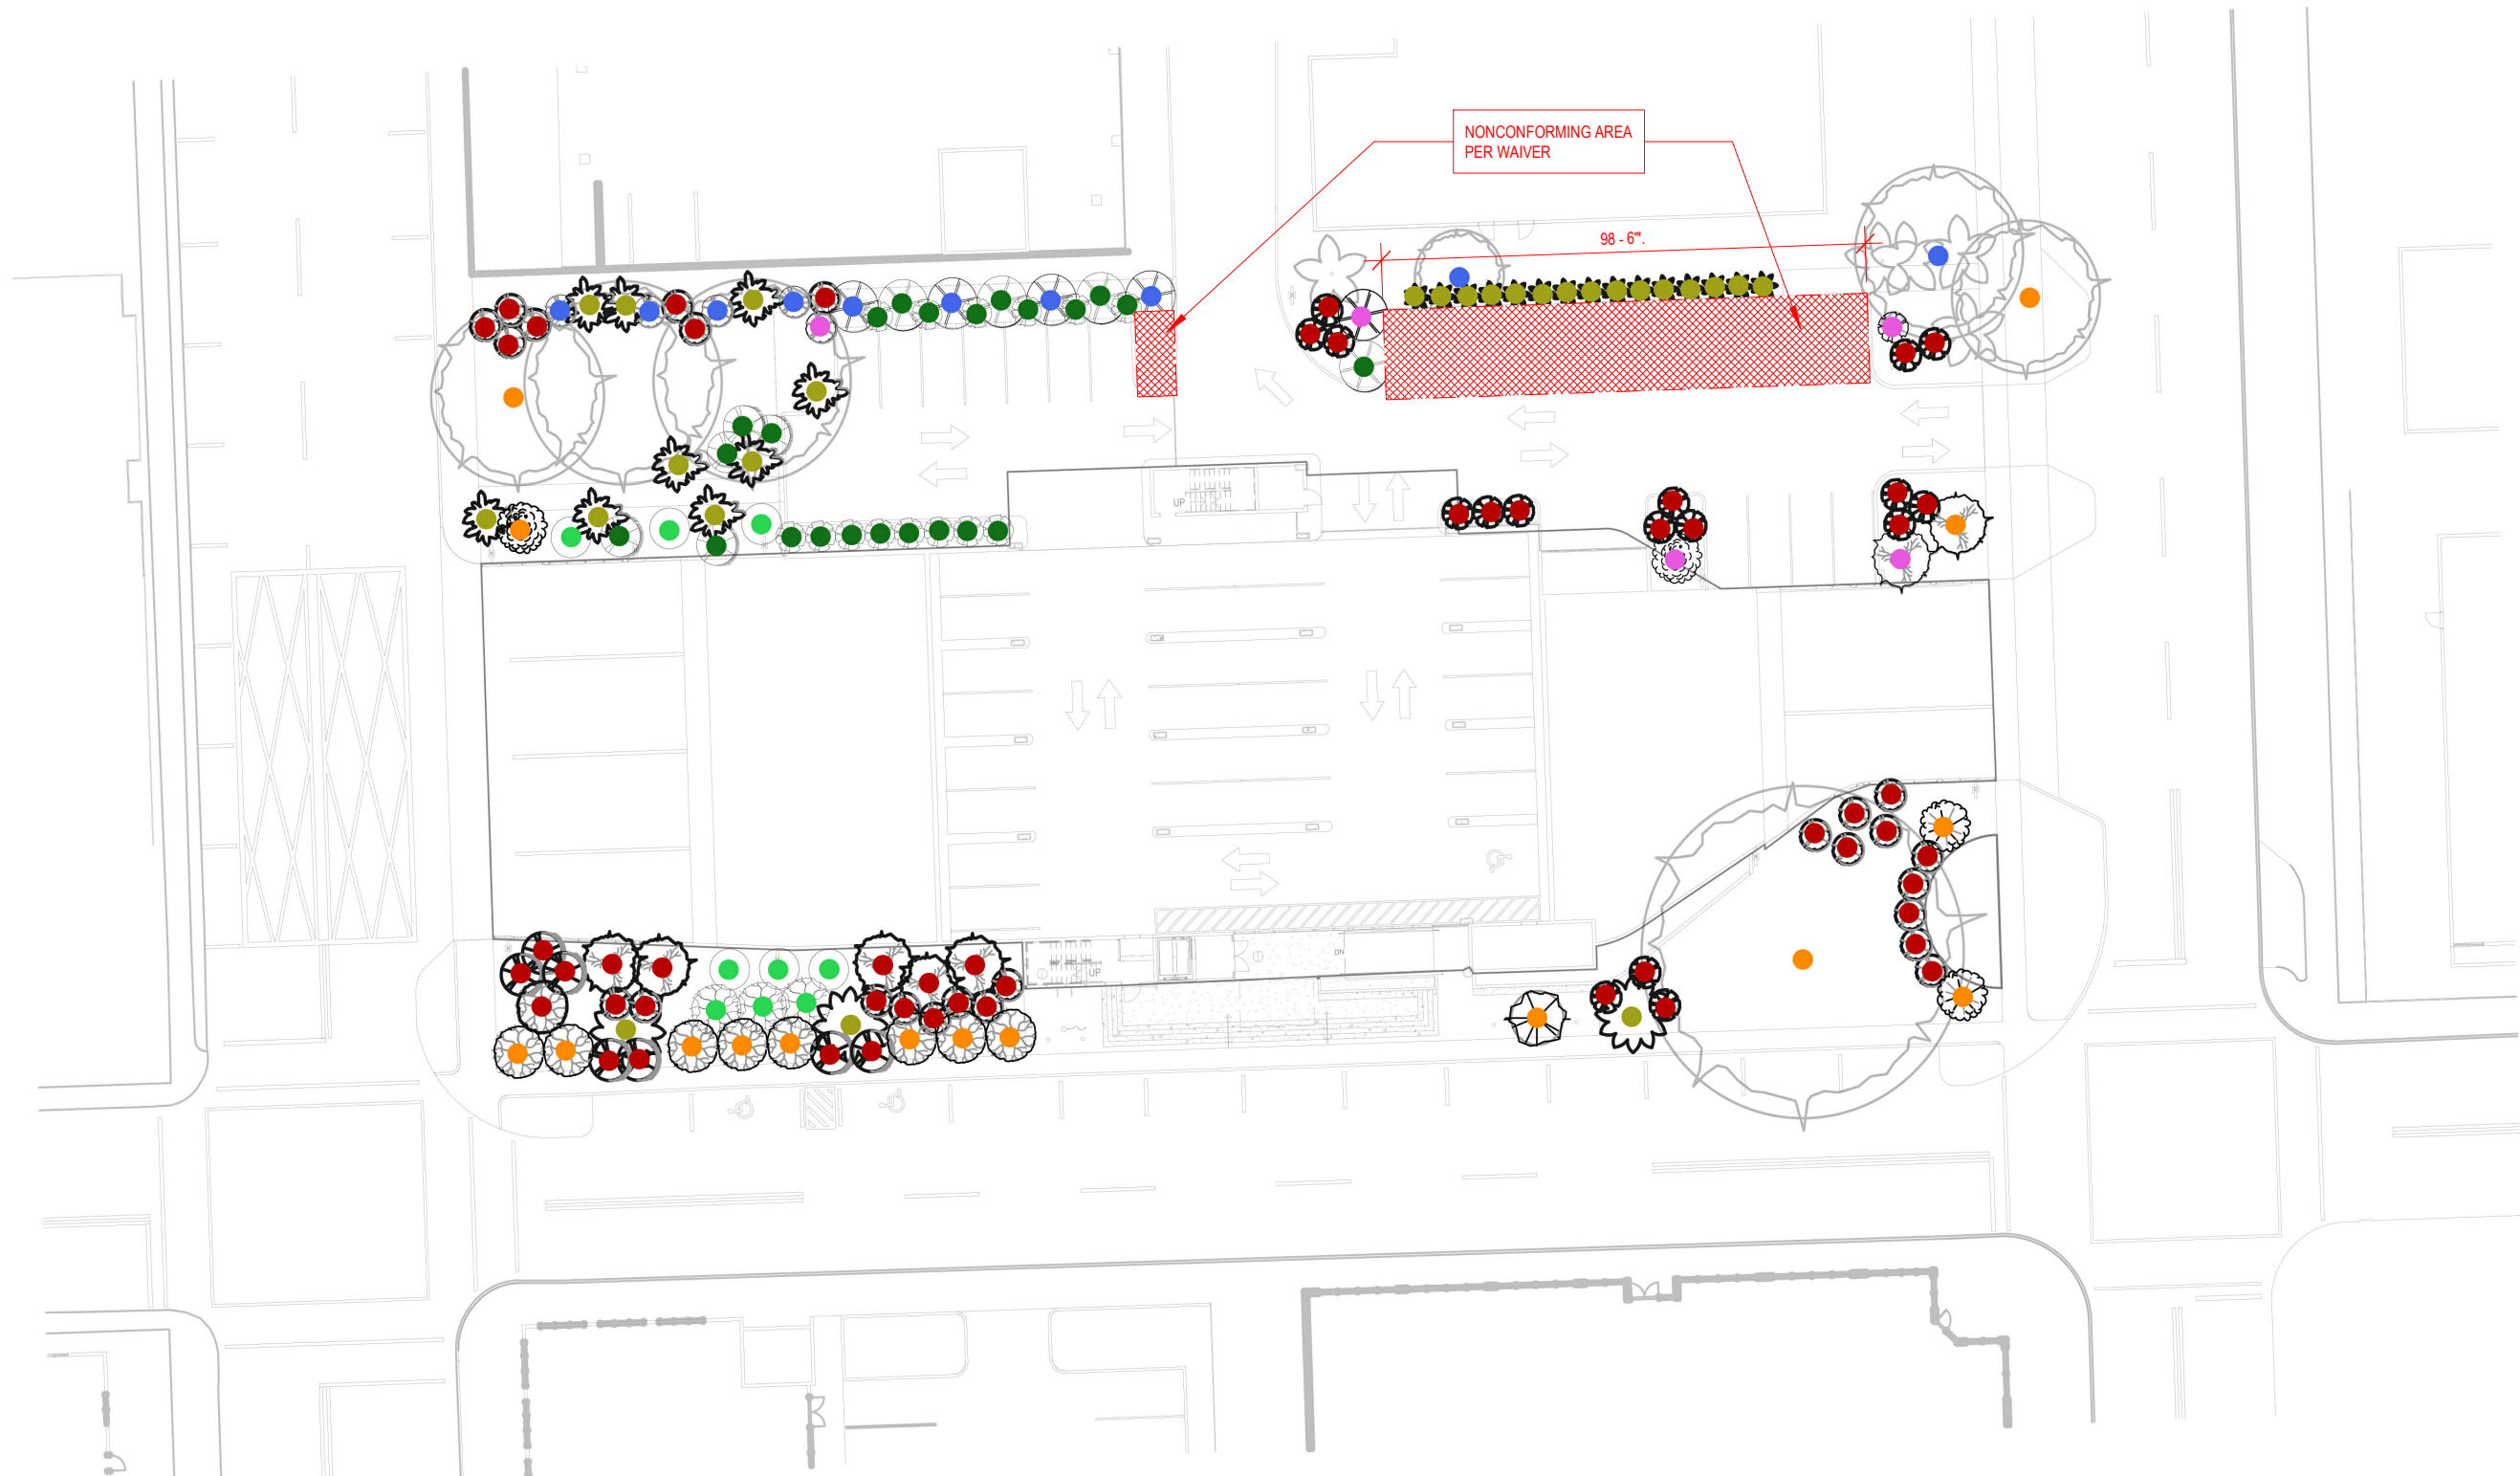 NONCONFORMING AREA
PER WAIVER
98 - 6'".
UP
UP
DN